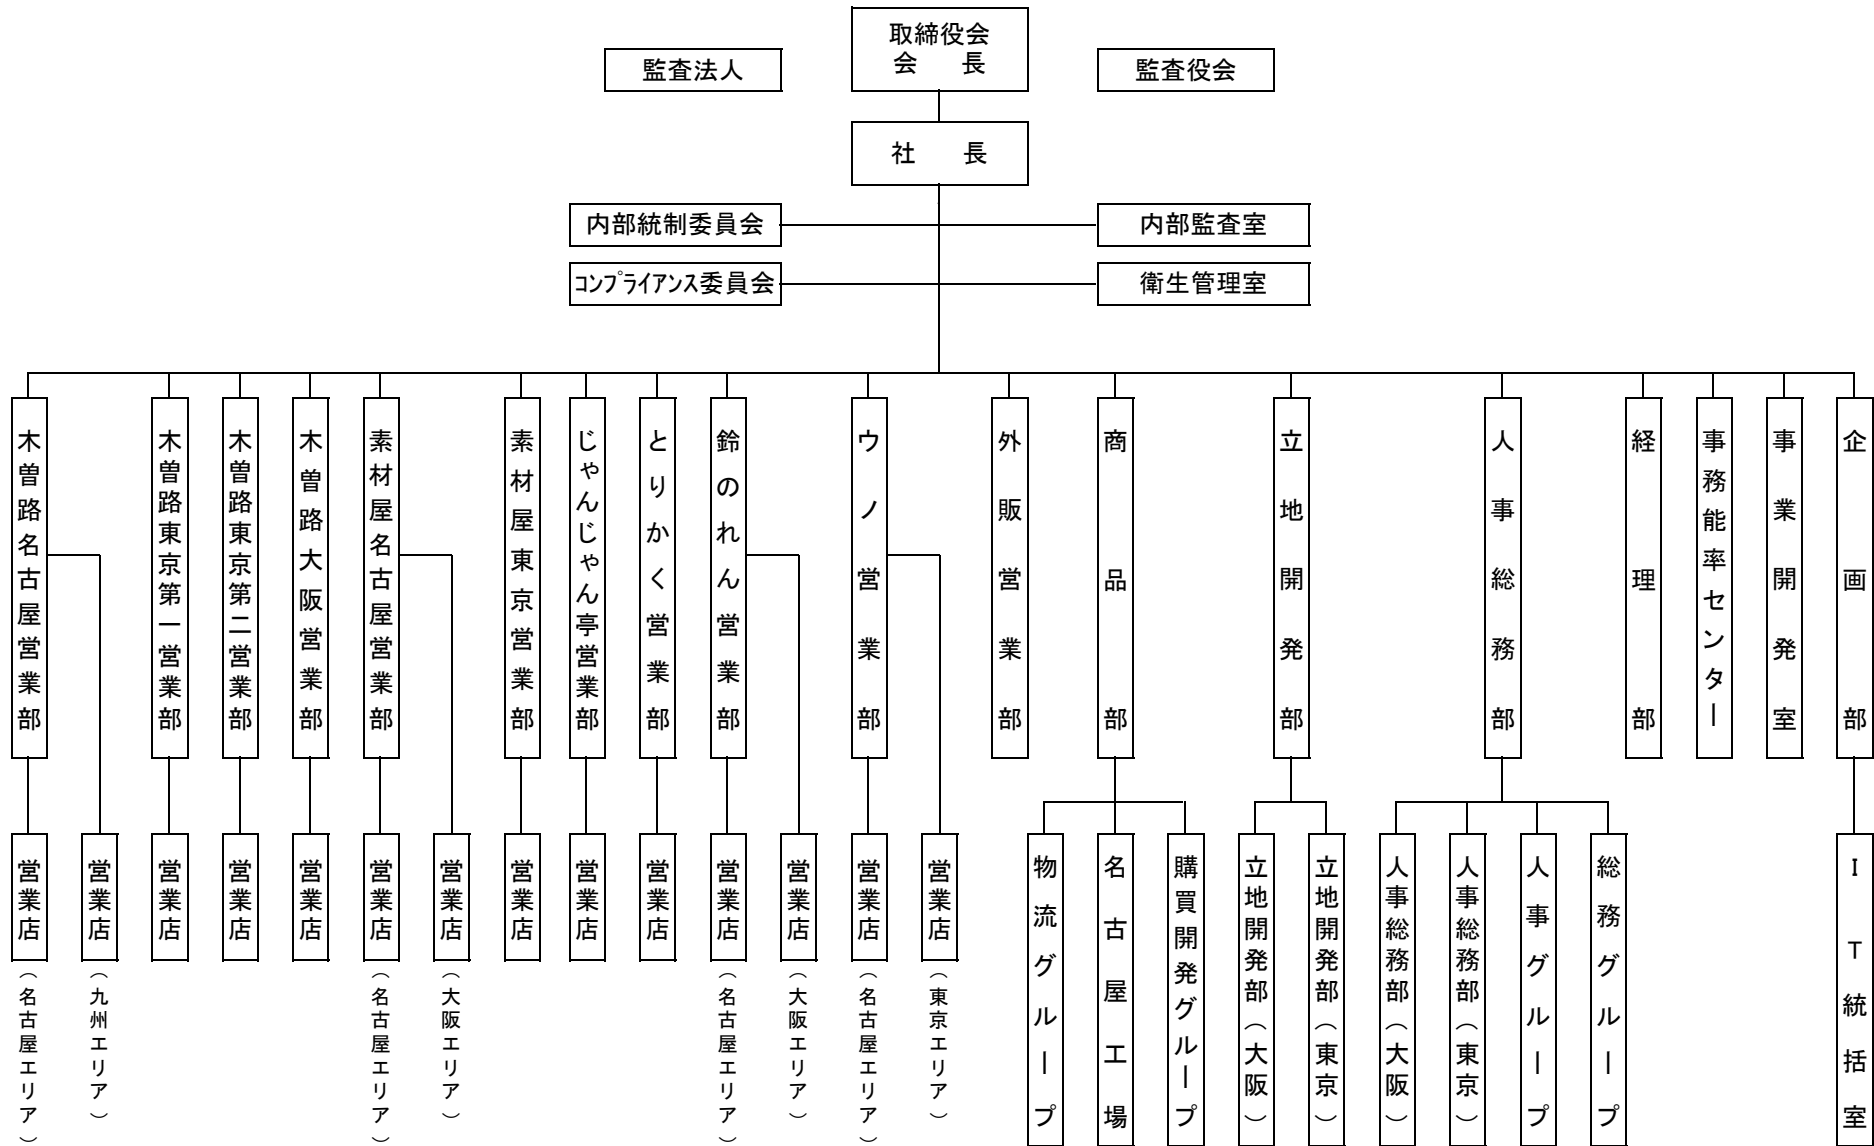 取締役会
会　長
監査法人
監査役会
社　長
内部統制委員会
内部監査室
コンプライアンス委員会
衛生管理室
木曽路名古屋営業部
木曽路東京第一営業部
木曽路東京第二営業部
木曽路大阪営業部
素材屋名古屋営業部
素材屋東京営業部
じゃんじゃん亭営業部
とりかく営業部
鈴のれん営業部
ウノ営業部
外販営業部
商品部
立地開発部
人事総務部
経理部
事務能率センター
事業開発室
企画部
営業店
（名古屋エリア）
営業店
（九州エリア）
営業店
営業店
営業店
営業店
（名古屋エリア）
営業店
（大阪エリア）
営業店
営業店
営業店
営業店
（名古屋エリア）
営業店
（大阪エリア）
営業店
（名古屋エリア）
営業店
（東京エリア）
物流グループ
名古屋工場
購買開発グループ
立地開発部（大阪）
立地開発部（東京）
人事総務部（大阪）
人事総務部（東京）
人事グループ
総務グループ
ＩＴ統括室